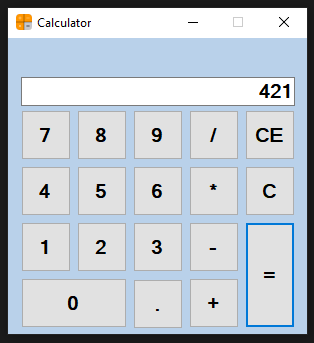 Calculator
421
7 8 9 / CE
4 5 6 * C
1 2 3 - =
0 . +